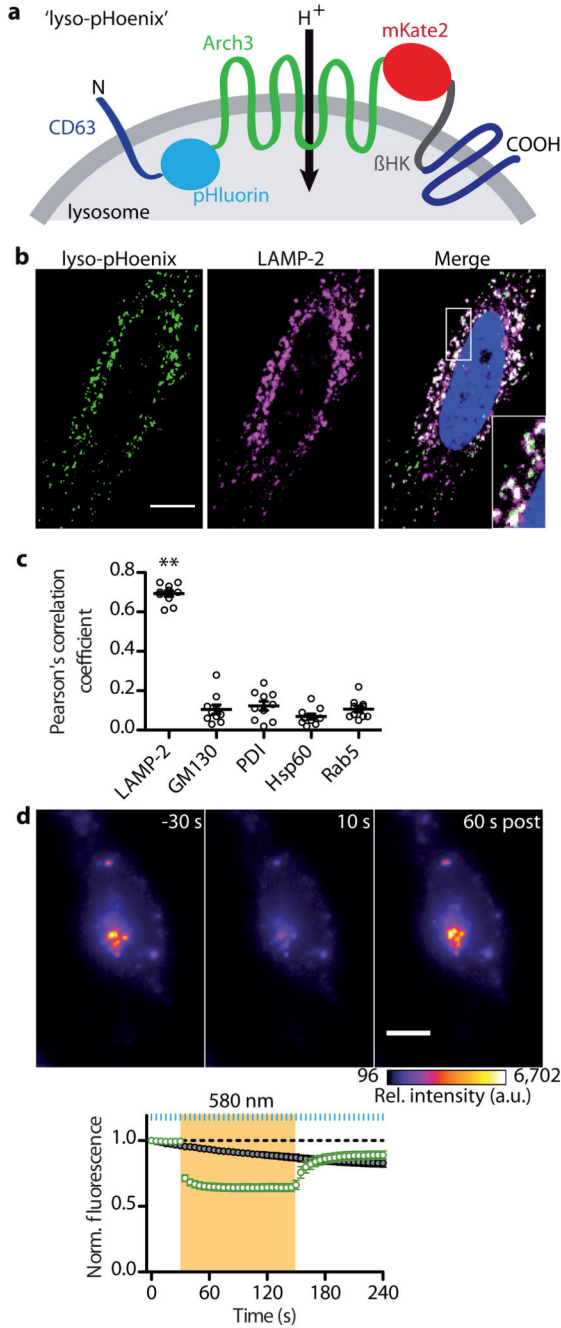 a
'lyso-pHoenix'
H+
mKate2
Arch3
N
CD63
COOH
ßHK
pHluorin
lysosome
b
lyso-pHoenix
LAMP-2
Merge
c
**
Pearson's correlation
coefficient
0.8
0.6
0.4
0.2
0.0
LAMP-2
GM130
PDI
Hsp60
Rab5
d
-30 s
10 s
60 s post
96
6,702
Rel. intensity (a.u.)
580 nm
Norm. fluorescence
1.0
0.5
0.0
0
60
120
180
240
Time (s)